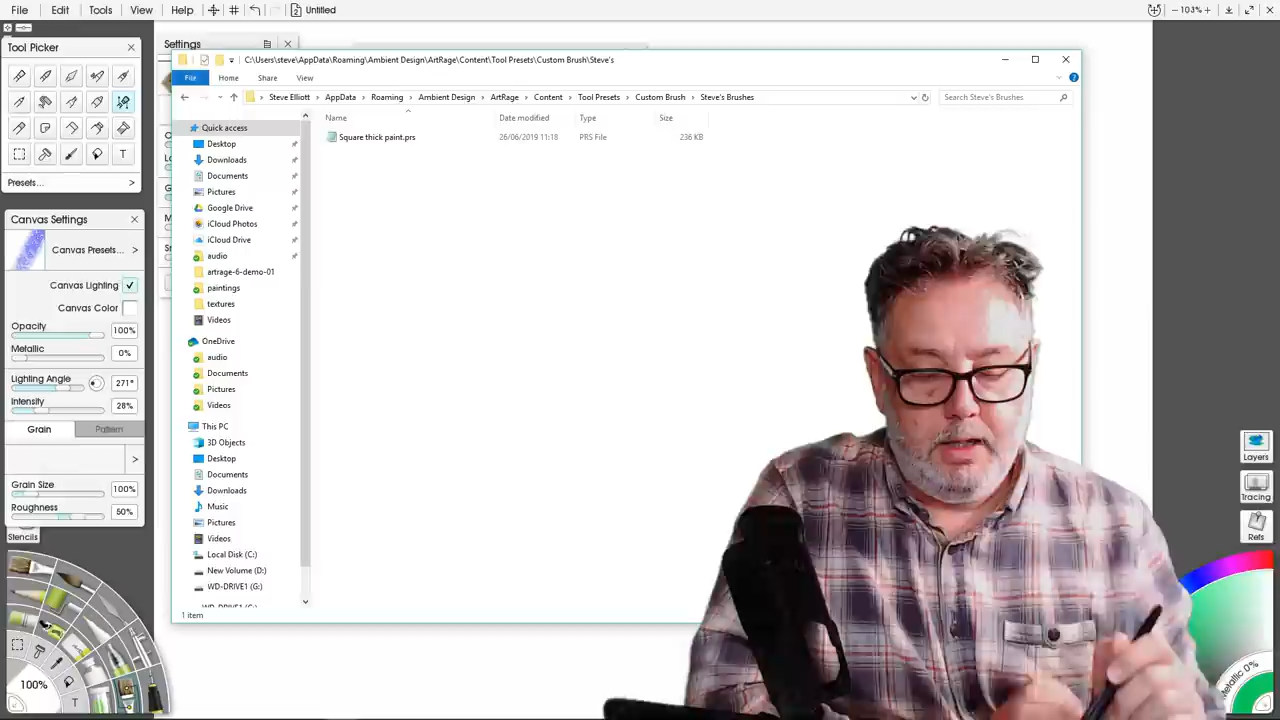 File Edit Tools View Help Untitled 103%
Tool Picker
Presets...
Canvas Settings
Canvas Presets...
Canvas Lighting
Canvas Color
Opacity
100%
Metallic
0%
Lighting Angle
271°
Intensity
28%
Grain Pattern
Grain Size
100%
Roughness
50%
Stencils
100%
T
T
Settings
C:\Users\steve\AppData\Roaming\Ambient Design\ArtRage\Content\Tool Presets\Custom Brush\Steve's
File Home Share View
Steve Elliott > AppData > Roaming > Ambient Design > ArtRage > Content > Tool Presets > Custom Brush > Steve's Brushes
Search Steve's Brushes
Name Date modified Type Size
Square thick paint.prs 26/06/2019 11:18 PRS File 236 KB
Quick access
Desktop
Downloads
Documents
Pictures
Google Drive
iCloud Photos
iCloud Drive
audio
artrage-6-demo-01
paintings
textures
Videos
OneDrive
audio
Documents
Pictures
Videos
This PC
3D Objects
Desktop
Documents
Downloads
Music
Pictures
Videos
Local Disk (C:)
New Volume (D:)
WD-DRIVE1 (G:)
1 item
Layers
Tracing
Refs
Metallic 0%